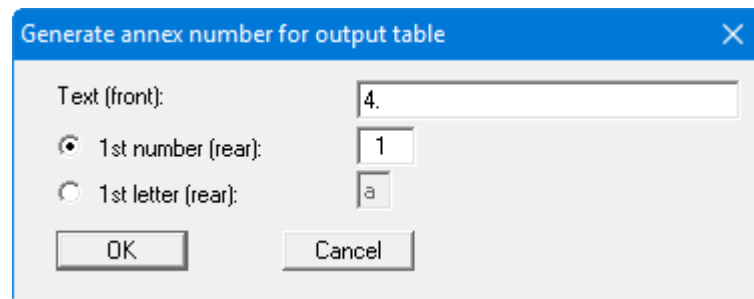 Generate annex number for output table
Text (front): 4.
1st number (rear): 1
1st letter (rear): a
OK Cancel